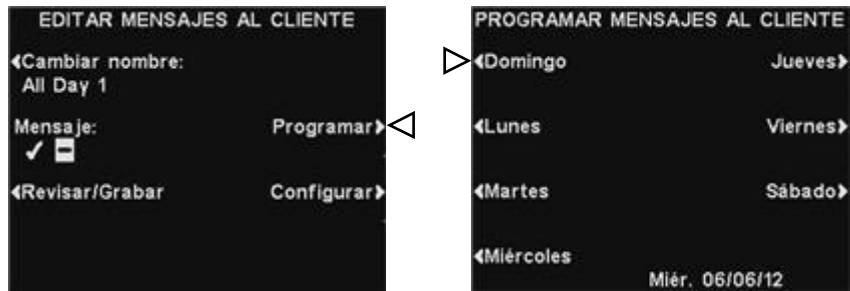 EDITAR MENSAJES AL CLIENTE
Cambiar nombre:
All Day 1
Mensaje: Programar
Revisar/Grabar Configurar
PROGRAMAR MENSAJES AL CLIENTE
Domingo Jueves
Lunes Viernes
Martes Sábado
Miércoles
Miér. 06/06/12